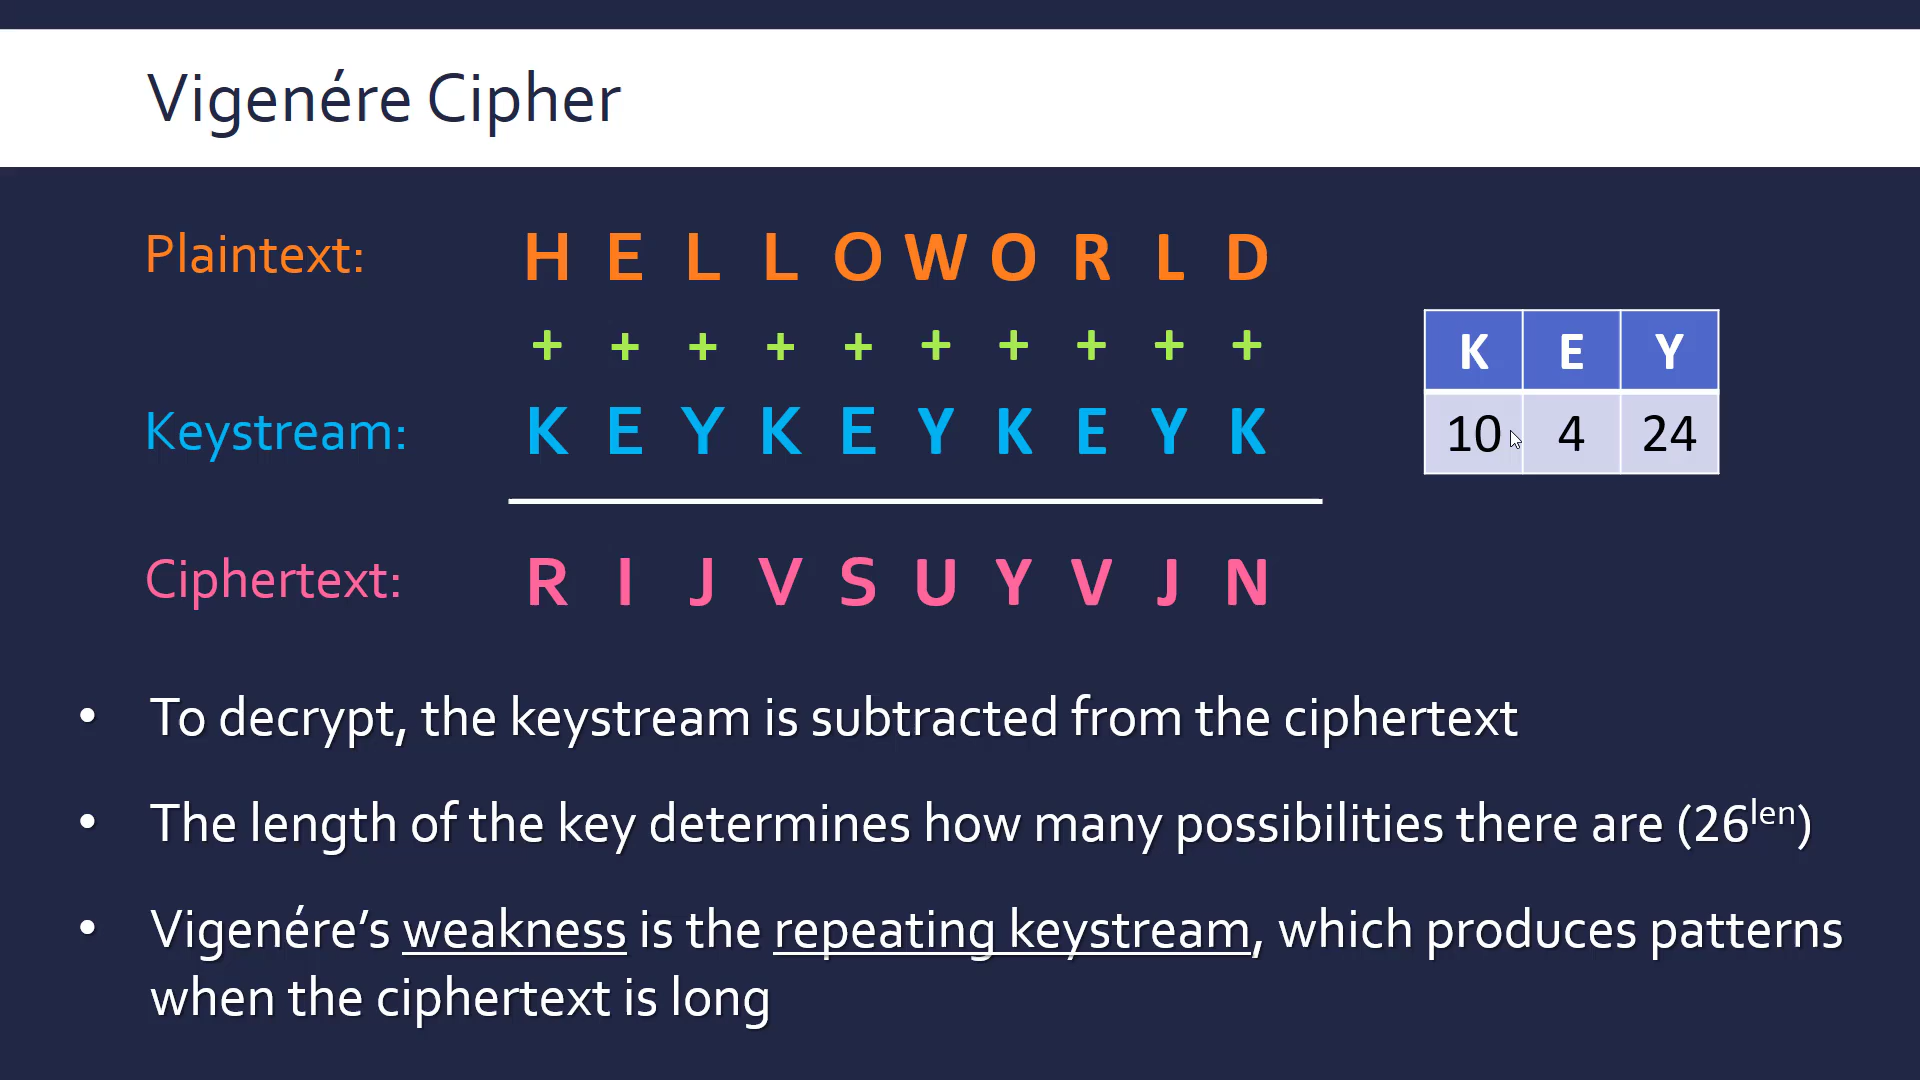 Vigenére Cipher
Plaintext: H E L L O W O R L D
+ + + + + + + + + +
K E Y
Keystream: K E Y K E Y K E Y K
10 4 24
Ciphertext: R I J V S U Y V J N
• To decrypt, the keystream is subtracted from the ciphertext
• The length of the key determines how many possibilities there are (26^len)
• Vigenére’s weakness is the repeating keystream, which produces patterns
when the ciphertext is long